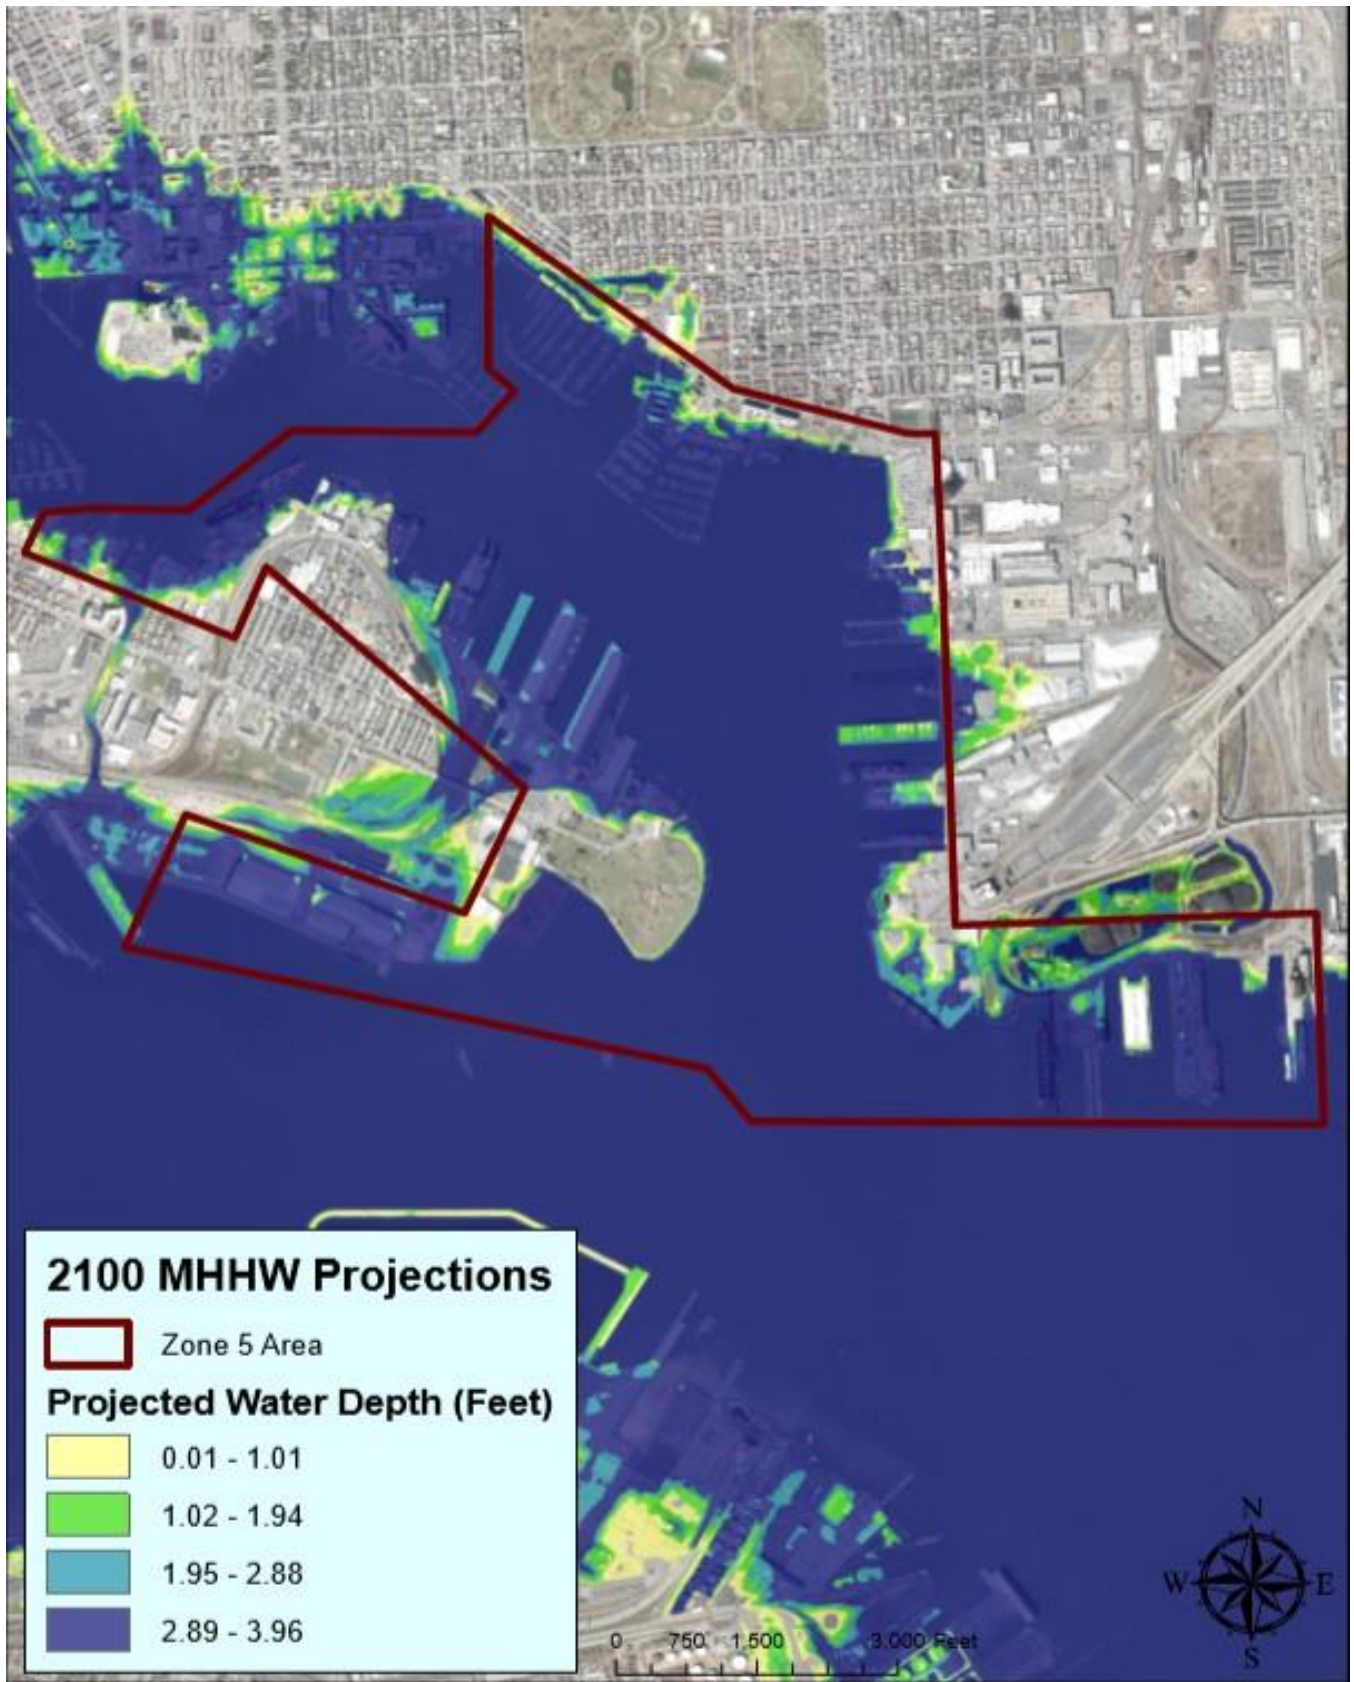 2100 MHHW Projections
Zone 5 Area
Projected Water Depth (Feet)
0.01 - 1.01
1.02 - 1.94
1.95 - 2.88
2.89 - 3.96
N
W E
S
0 750 1,500 3,000 Feet